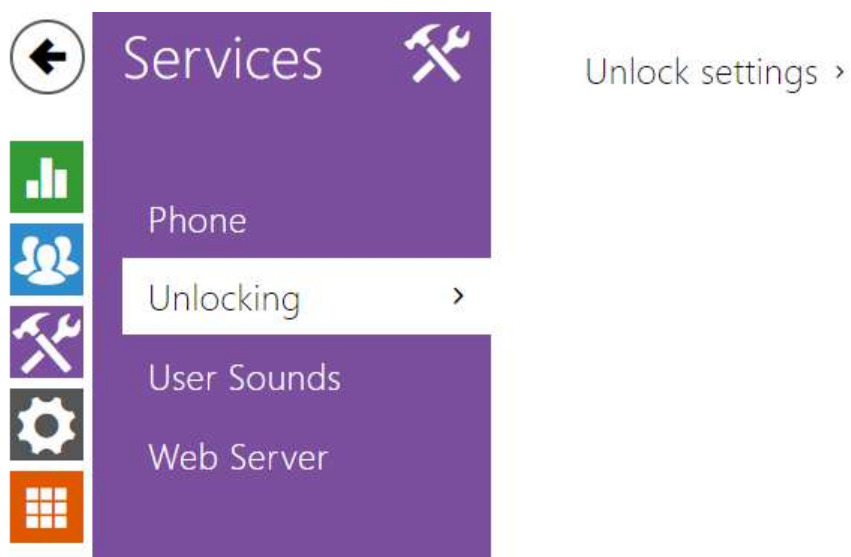 Services
Unlock settings ›
Phone
Unlocking ›
User Sounds
Web Server